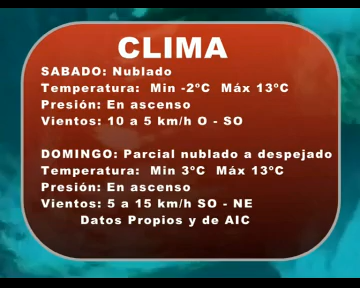 CLIMA
SABADO: Nublado
Temperatura: Min -2ºC Máx 13ºC
Presión: En ascenso
Vientos: 10 a 5 km/h O - SO
DOMINGO: Parcial nublado a despejado
Temperatura: Min 3ºC Máx 13ºC
Presión: En ascenso
Vientos: 5 a 15 km/h SO - NE
Datos Propios y de AIC